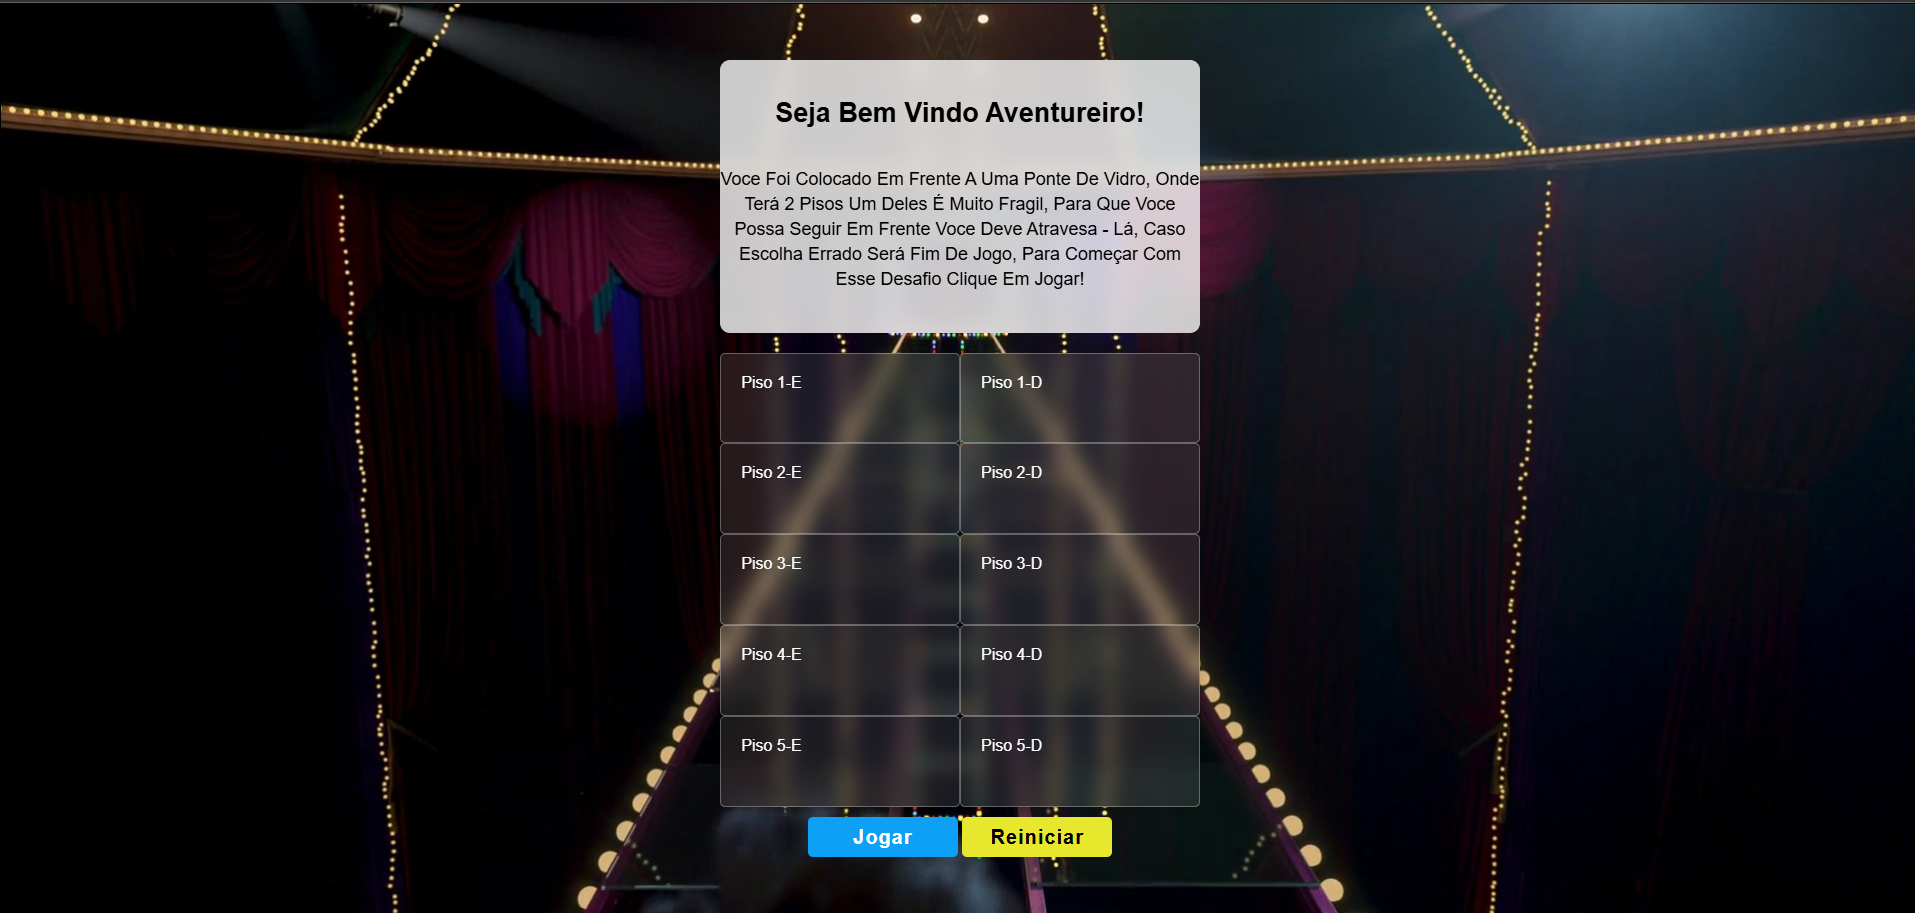 Seja Bem Vindo Aventureiro!
Voce Foi Colocado Em Frente A Uma Ponte De Vidro, Onde
Terá 2 Pisos Um Deles É Muito Fragil, Para Que Voce
Possa Seguir Em Frente Voce Deve Atravesa - Lá, Caso
Escolha Errado Será Fim De Jogo, Para Começar Com
Esse Desafio Clique Em Jogar!
Piso 1-E
Piso 1-D
Piso 2-E
Piso 2-D
Piso 3-E
Piso 3-D
Piso 4-E
Piso 4-D
Piso 5-E
Piso 5-D
Jogar
Reiniciar